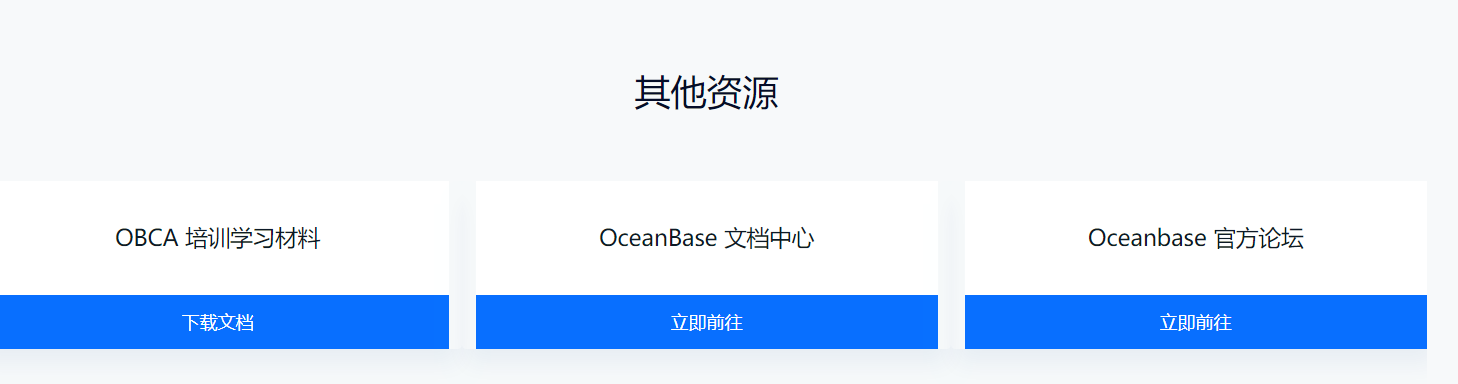 其他资源
OBCA 培训学习材料
OceanBase 文档中心
Oceanbase 官方论坛
下载文档
立即前往
立即前往